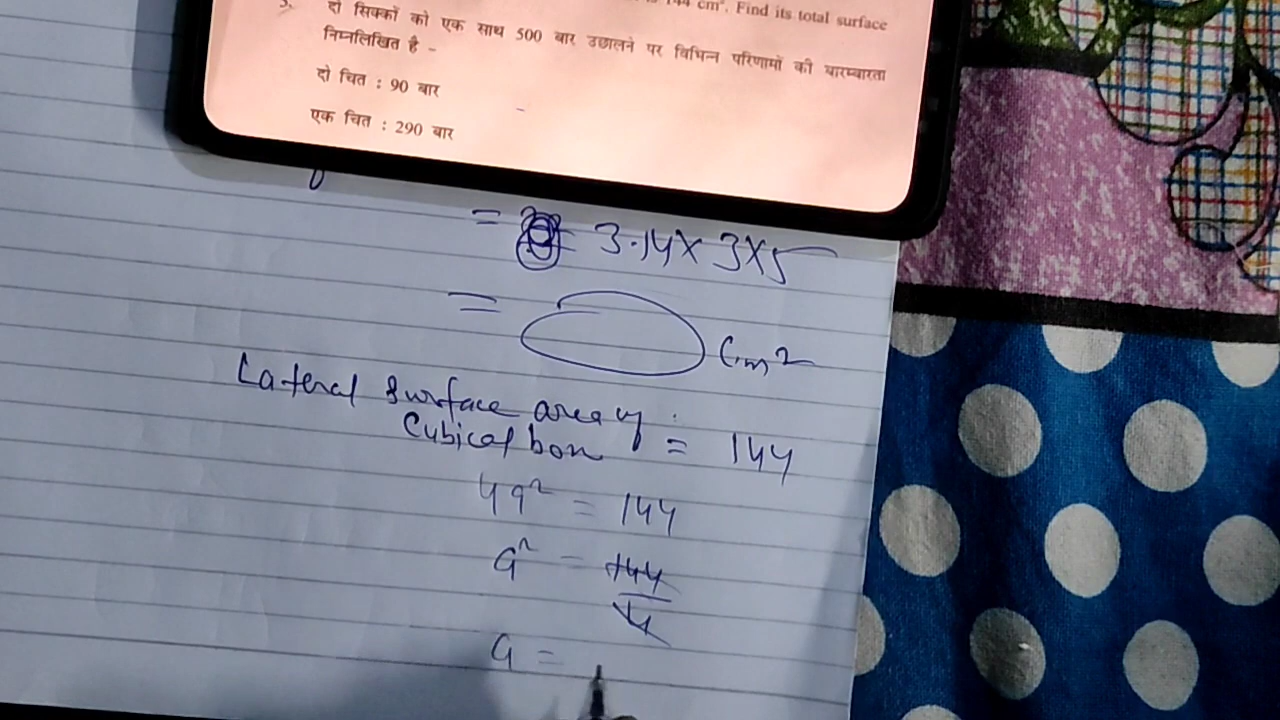 144 cm². Find its total surface
दो सिक्कों को एक साथ 500 बार उछालने पर विभिन्न परिणामों की बारम्बारता
निम्नलिखित है -
दो चित : 90 बार
एक चित : 290 बार
= 3.14 x 3 x 5
= cm²
Lateral surface area of
Cubical box = 144
4a² = 144
a² = 144/4
a =